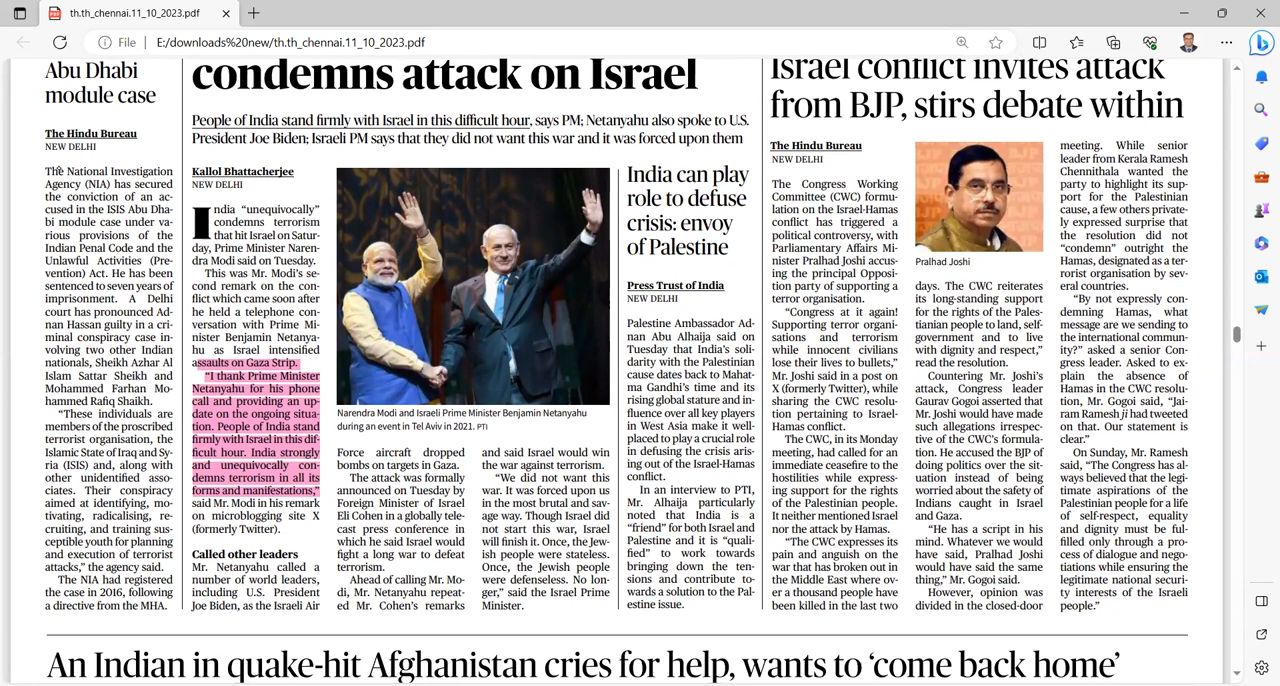 th.th_chennai.11_10_2023.pdf
File
E:/downloads%20new/th.th_chennai.11_10_2023.pdf
Abu Dhabi
module case
The Hindu Bureau
NEW DELHI
The National Investigation
Agency (NIA) has secured
the conviction of an ac-
cused in the ISIS Abu Dha-
bi module case under va-
rious provisions of the
Indian Penal Code and the
Unlawful Activities (Pre-
vention) Act. He has been
sentenced to seven years of
imprisonment. A Delhi
court has pronounced Ad-
nan Hassan guilty in a cri-
minal conspiracy case in-
volving two other Indian
nationals, Sheikh Azhar Al
Islam Sattar Sheikh and
Mohammed Farhan Mo-
hammed Rafiq Shaikh.
“These individuals are
members of the proscribed
terrorist organisation, the
Islamic State of Iraq and Sy-
ria (ISIS) and, along with
other unidentified asso-
ciates. Their conspiracy
aimed at identifying, mo-
tivating, radicalising, re-
cruiting, and training sus-
ceptible youth for planning
and execution of terrorist
attacks,” the agency said.
The NIA had registered
the case in 2016, following
a directive from the MHA.
condemns attack on Israel
People of India stand firmly with Israel in this difficult hour, says PM; Netanyahu also spoke to U.S.
President Joe Biden; Israeli PM says that they did not want this war and it was forced upon them
Kallol Bhattacherjee
NEW DELHI
India “unequivocally”
condemns terrorism
that hit Israel on Satur-
day, Prime Minister Naren-
dra Modi said on Tuesday.
This was Mr. Modi’s se-
cond remark on the con-
flict which came soon after
he held a telephone con-
versation with Prime Mi-
nister Benjamin Netanya-
hu as Israel intensified
assaults on Gaza Strip.
“I thank Prime Minister
Netanyahu for his phone
call and providing an up-
date on the ongoing situa-
tion. People of India stand
firmly with Israel in this dif-
ficult hour. India strongly
and unequivocally con-
demns terrorism in all its
forms and manifestations,”
said Mr. Modi in his remark
on microblogging site X
(formerly Twitter).
Called other leaders
Mr. Netanyahu called a
number of world leaders,
including U.S. President
Joe Biden, as the Israeli Air
Narendra Modi and Israeli Prime Minister Benjamin Netanyahu
during an event in Tel Aviv in 2021. PTI
Force aircraft dropped
bombs on targets in Gaza.
The attack was formally
announced on Tuesday by
Foreign Minister of Israel
Eli Cohen in a globally tele-
cast press conference in
which he said Israel would
fight a long war to defeat
terrorism.
Ahead of calling Mr. Mo-
di, Mr. Netanyahu repeat-
ed Mr. Cohen’s remarks
and said Israel would win
the war against terrorism.
“We did not want this
war. It was forced upon us
in the most brutal and sav-
age way. Though Israel did
not start this war, Israel
will finish it. Once, the Jew-
ish people were stateless.
Once, the Jewish people
were defenseless. No lon-
ger,” said the Israeli Prime
Minister.
India can play
role to defuse
crisis: envoy
of Palestine
Press Trust of India
NEW DELHI
Palestine Ambassador Ad-
nan Abu Alhaija said on
Tuesday that India’s soli-
darity with the Palestinian
cause dates back to Mahat-
ma Gandhi’s time and its
rising global stature and in-
fluence over all key players
in West Asia make it well-
placed to play a crucial role
in defusing the crisis aris-
ing out of the Israel-Hamas
conflict.
In an interview to PTI,
Mr. Alhaija particularly
noted that India is a
“friend” for both Israel and
Palestine and it is “quali-
fied” to work towards
bringing down the ten-
sions and contribute to-
wards a solution to the Pal-
estine issue.
Israel conflict invites attack
from BJP, stirs debate within
The Hindu Bureau
NEW DELHI
The Congress Working
Committee (CWC) formu-
lation on the Israel-Hamas
conflict has triggered a
political controversy, with
Parliamentary Affairs Mi-
nister Pralhad Joshi accus-
ing the principal Opposi-
tion party of supporting a
terror organisation.
“Congress at it again!
Supporting terror organi-
sations and terrorism
while innocent civilians
lose their lives to bullets,”
Mr. Joshi said in a post on
X (formerly Twitter), while
sharing the CWC resolu-
tion pertaining to Israel-
Hamas conflict.
The CWC, in its Monday
meeting, had called for an
immediate ceasefire to the
hostilities while express-
ing support for the rights
of the Palestinian people. It
neither mentioned Israel
nor the attack by Hamas.
“The CWC expresses its
pain and anguish on the
war that has broken out in
the Middle East where ov-
er a thousand people have
been killed in the last two
Pralhad Joshi
days. The CWC reiterates
its long-standing support
for the rights of the Pales-
tianian people to land, self-
government and to live
with dignity and respect,”
read the resolution.
Countering Mr. Joshi’s
attack, Congress leader
Gaurav Gogoi asserted that
Mr. Joshi would have made
such allegations irrespec-
tive of the CWC’s formula-
tion. He accused the BJP of
doing politics over the sit-
uation instead of being
worried about the safety of
Indians caught in Israel
and Gaza.
“He has a script in his
mind. Whatever we would
have said, Pralhad Joshi
would have said the same
thing,” Mr. Gogoi said.
However, opinion was
divided in the closed-door
meeting. While senior
leader from Kerala Ramesh
Chennithala wanted the
party to highlight its sup-
port for the Palestinian
cause, a few others private-
ly expressed surprise that
the resolution did not
“condemn” outright the
Hamas, designated as a ter-
rorist organisation by sev-
eral countries.
“By not expressly con-
demning Hamas, what
message are we sending to
the international commu-
nity?” asked a senior Con-
gress leader. Asked to ex-
plain the absence of
Hamas in the CWC resolu-
tion, Mr. Gogoi said, “Jai-
ram Ramesh ji had tweeted
on that. Our statement is
clear.”
On Sunday, Mr. Ramesh
said, “The Congress has al-
ways believed that the legit-
imate aspirations of the
Palestinian people for a life
of self-respect, equality
and dignity must be ful-
filled only through a pro-
cess of dialogue and nego-
tiations while ensuring the
legitimate national securi-
ty interests of the Israeli
people.”
An Indian in quake-hit Afghanistan cries for help, wants to ‘come back home’